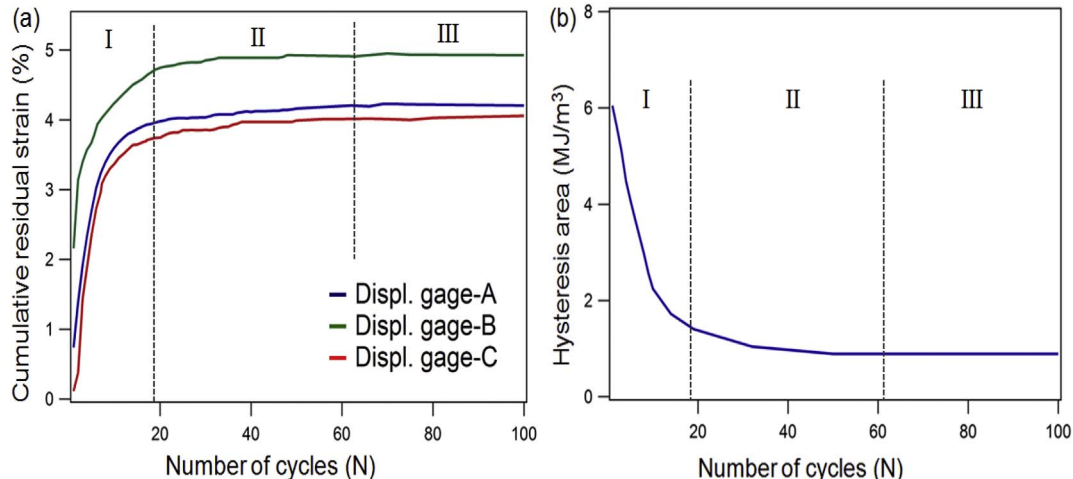 (a)
I
II
III
Cumulative residual strain (%)
5
4
3
2
1
0
20
40
60
80
100
Number of cycles (N)
Displ. gage-A
Displ. gage-B
Displ. gage-C
(b)
I
II
III
Hysteresis area (MJ/m³)
8
6
4
2
0
20
40
60
80
100
Number of cycles (N)